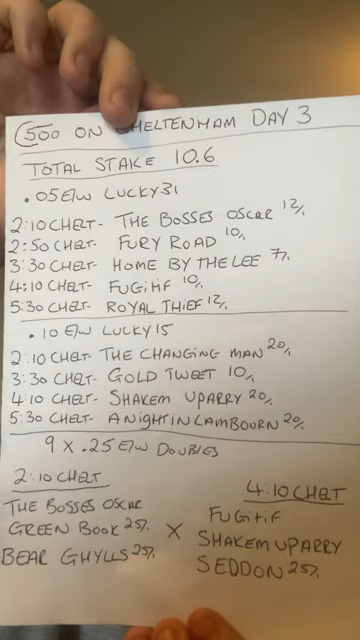 £500 ON CHELTENHAM DAY 3
TOTAL STAKE 10.6
.05 E/W LUCKY 31
2:10 CHELT- THE BOSSES OSCAR 12/1
2:50 CHELT- FURY ROAD 10/1
3:30 CHELT- HOME BY THE LEE 7/1
4:10 CHELT- FUGITIF 10/1
5:30 CHELT- ROYAL THIEF 12/1
.10 E/W LUCKY 15
2:10 CHELT THE CHANGING MAN 20/1
3:30 CHELT- GOLD TWEET 10/1
4:10 CHELT- SHAKEM UPARRY 20/1
5:30 CHELT- ANIGHTINLAMBOURN 20/1
9 X .25 E/W DOUBLES
2:10 CHELT
THE BOSSES OSCAR
GREEN BOOK 25/1
BEAR GHYLLS 25/1
X
4:10 CHELT
FUGITIF
SHAKEM UPARRY
SEDDON 25/1